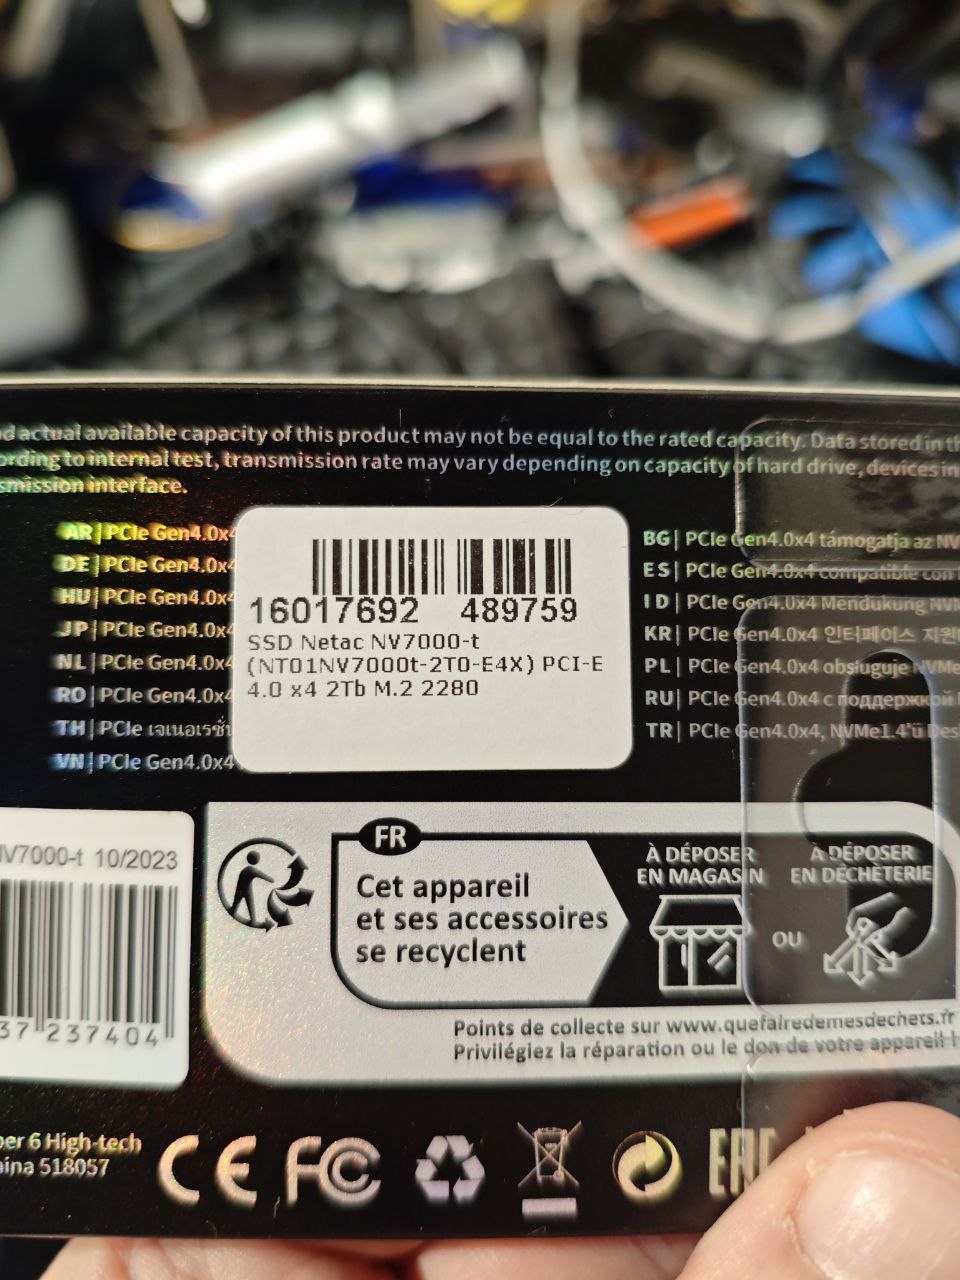 actual available capacity of this product may not be equal to the rated capacity. Data stored in
to internal test, transmission rate may vary depending on capacity of hard drive, devices in
interface.
AR | PCIe Gen4.0x4
DE | PCIe Gen4.0x4
HU | PCIe Gen4.0x4
JP | PCIe Gen4.0x4
NL | PCIe Gen4.0x4
RO | PCIe Gen4.0x4
TH | PCIe เจเนอเรชั่น
VN | PCIe Gen4.0x4
16017692 489759
SSD Netac NV7000-t
(NT01NV7000t-2T0-E4X) PCI-E
4.0 x4 2Tb M.2 2280
BG | PCIe Gen4.0x4 támogatja az
ES | PCIe Gen4.0x4 compatible con
ID | PCIe Gen4.0x4 Mendukung
KR | PCIe Gen4.0x4 인터페이스 지원
PL | PCIe Gen4.0x4 obsługuje NVMe
RU | PCIe Gen4.0x4 с поддержкой
TR | PCIe Gen4.0x4, NVMe1.4'ü
NV7000-t 10/2023
37 237404
FR
Cet appareil
et ses accessoires
se recyclent
À DÉPOSER
EN MAGASIN
OU
À DÉPOSER
EN DÉCHÈTERIE
Points de collecte sur www.quefairedemesdechets.fr
Privilégiez la réparation ou le don de votre appareil !
6 High-tech
518057
CE FC EAC